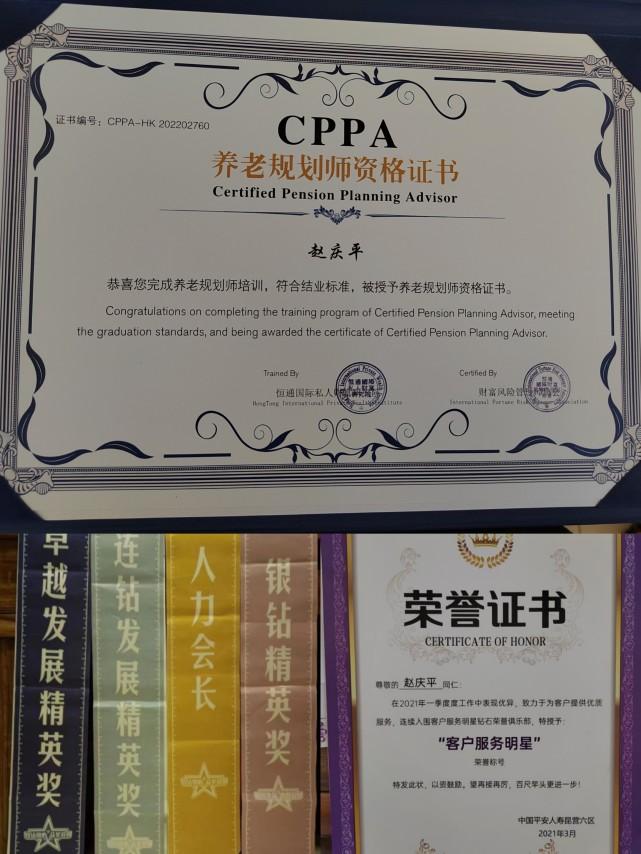 证书编号：CPPA-HK 202202760
CPPA
养老规划师资格证书
Certified Pension Planning Advisor
赵庆平
恭喜您完成养老规划师培训，符合结业标准，被授予养老规划师资格证书。
Congratulations on completing the training program of Certified Pension Planning Advisor, meeting
the graduation standards, and being awarded the certificate of Certified Pension Planning Advisor.
Trained By
Certified By
恒通国际私人
财富风险管
HengTong International
International
卓越发展精英奖
连钻发展精英奖
人力会长
银钻精英奖
荣誉证书
CERTIFICATE OF HONOR
尊敬的 赵庆平 同仁：
在2021年一季度度工作中表现优异，致力于为客户提供优质
服务，连续入围客户服务明星钻石荣誉俱乐部，特授予：
“客户服务明星”
荣誉称号
特发此状，以资鼓励。望再接再厉，百尺竿头更进一步！
中国平安人寿昆营六区
2021年3月